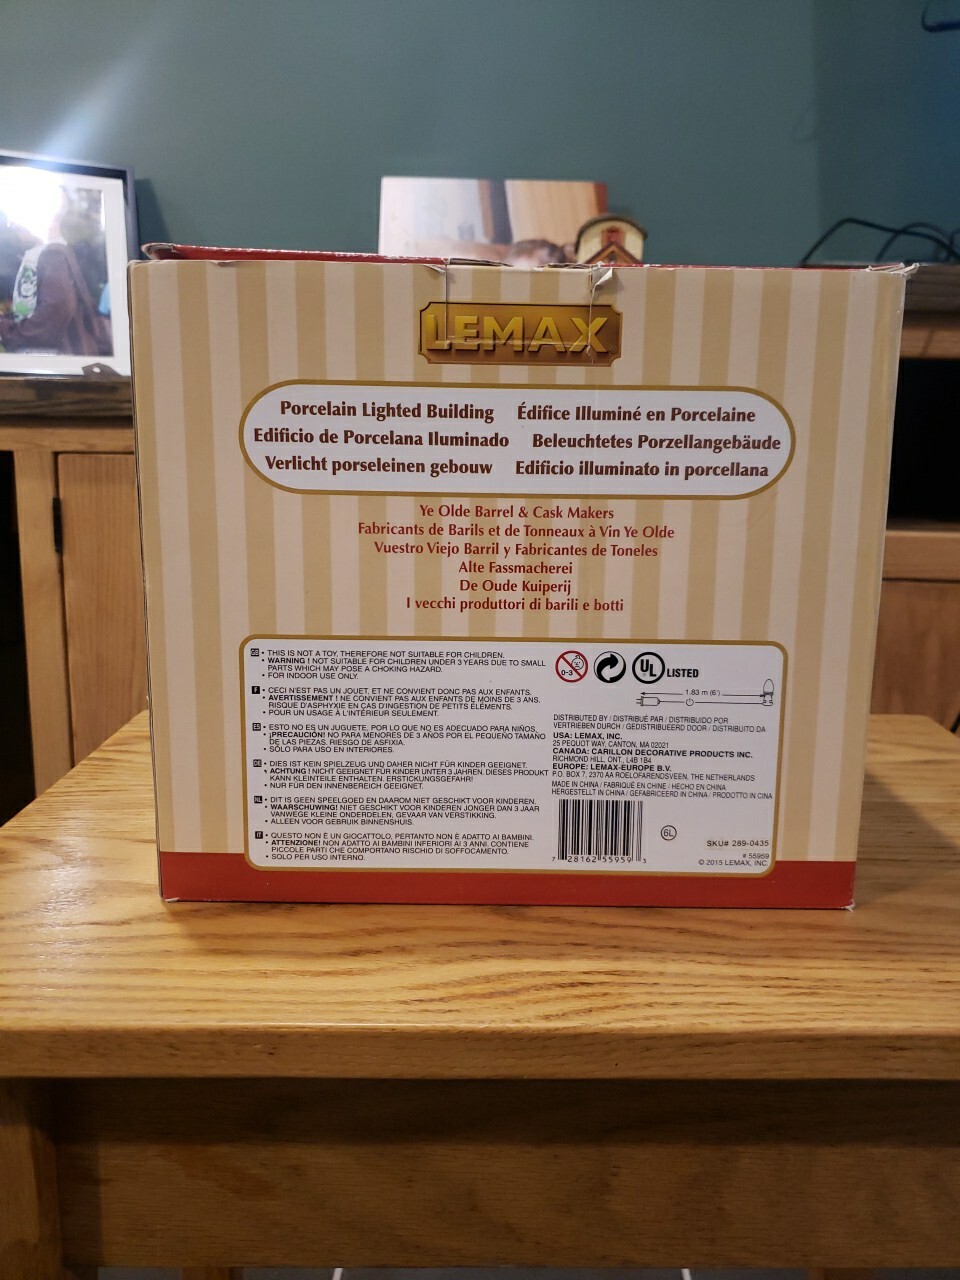 LEMAX
Porcelain Lighted Building Édifice Illuminé en Porcelaine
Edificio de Porcelana Iluminado Beleuchtetes Porzellangebäude
Verlicht porseleinen gebouw Edificio illuminato in porcellana
Ye Olde Barrel & Cask Makers
Fabricants de Barils et de Tonneaux à Vin Ye Olde
Vuestro Viejo Barril y Fabricantes de Toneles
Alte Fassmacherei
De Oude Kuiperij
I vecchi produttori di barili e botti
GB • THIS IS NOT A TOY, THEREFORE NOT SUITABLE FOR CHILDREN.
• WARNING ! NOT SUITABLE FOR CHILDREN UNDER 3 YEARS DUE TO SMALL
PARTS WHICH MAY POSE A CHOKING HAZARD.
• FOR INDOOR USE ONLY.
F • CECI N'EST PAS UN JOUET, ET NE CONVIENT DONC PAS AUX ENFANTS.
• AVERTISSEMENT ! NE CONVIENT PAS AUX ENFANTS DE MOINS DE 3 ANS.
RISQUE D'ASPHYXIE EN CAS D'INGESTION DE PETITS ÉLÉMENTS.
• POUR UN USAGE À L'INTÉRIEUR SEULEMENT.
ES • ESTO NO ES UN JUGUETE, POR LO QUE NO ES ADECUADO PARA NIÑOS.
• ¡PRECAUCIÓN! NO PARA MENORES DE 3 AÑOS POR EL PEQUEÑO TAMAÑO
DE LAS PIEZAS. RIESGO DE ASFIXIA.
• SÓLO PARA USO EN INTERIORES.
DE • DIES IST KEIN SPIELZEUG UND DAHER NICHT FÜR KINDER GEEIGNET.
• ACHTUNG ! NICHT GEEIGNET FÜR KINDER UNTER 3 JAHREN. DIESES PRODUKT
KANN KLEINTEILE ENTHALTEN. ERSTICKUNGSGEFAHR!
• NUR FÜR DEN INNENBEREICH GEEIGNET.
NL • DIT IS GEEN SPEELGOED EN DAAROM NIET GESCHIKT VOOR KINDEREN.
• WAARSCHUWING! NIET GESCHIKT VOOR KINDEREN JONGER DAN 3 JAAR
VANWEGE KLEINE ONDERDELEN, GEVAAR VAN VERSTIKKING.
• ALLEEN VOOR GEBRUIK BINNENSHUIS.
IT • QUESTO NON È UN GIOCATTOLO, PERTANTO NON È ADATTO AI BAMBINI.
• ATTENZIONE! NON ADATTO AI BAMBINI INFERIORI AI 3 ANNI. CONTIENE
PICCOLE PARTI CHE COMPORTANO RISCHIO DI SOFFOCAMENTO.
• SOLO PER USO INTERNO.
0-3 UL LISTED
1.83 m (6')
DISTRIBUTED BY / DISTRIBUÉ PAR / DISTRIBUIDO POR
VERTRIEBEN DURCH / GEDISTRIBUEERD DOOR / DISTRIBUITO DA
USA: LEMAX, INC.
25 PEQUOT WAY, CANTON, MA 02021
CANADA: CARILLON DECORATIVE PRODUCTS INC.
RICHMOND HILL, ONT., L4B 1B4
EUROPE: LEMAX-EUROPE B.V.
P.O. BOX 7, 2370 AA ROELOFARENDSVEEN, THE NETHERLANDS
MADE IN CHINA / FABRIQUÉ EN CHINE / HECHO EN CHINA
HERGESTELLT IN CHINA / GEFABRICEERD IN CHINA / PRODOTTO IN CINA
6L
SKU# 289-0435
7 28162 55959 3
# 55959
© 2015 LEMAX, INC.